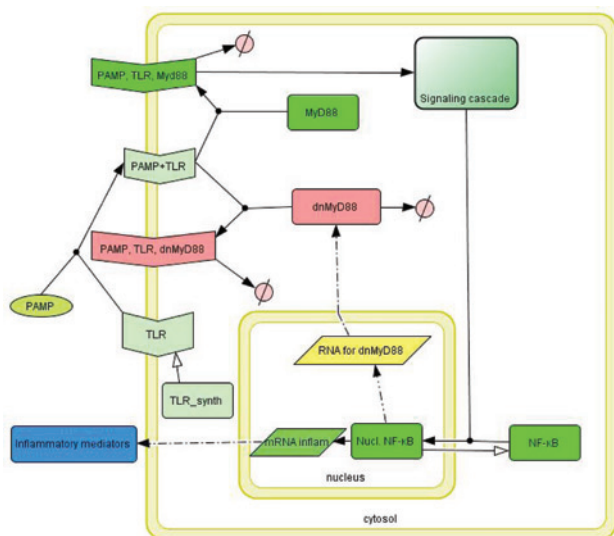 PAMP, TLR, Myd88
Signaling cascade
MyD88
PAMP+TLR
dnMyD88
PAMP, TLR, dnMyD88
PAMP
TLR
RNA for dnMyD88
TLR_synth
Inflammatory mediators
mRNA inflam
Nucl. NF-κB
NF-κB
nucleus
cytosol